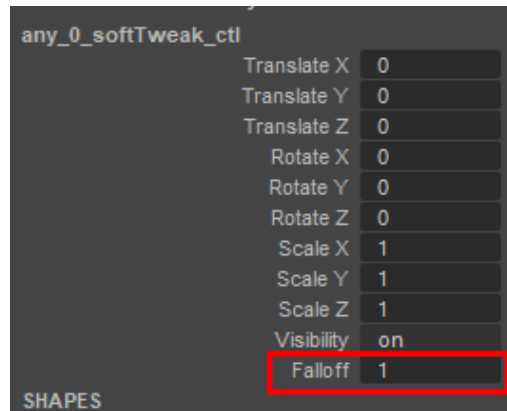 any_0_softTweak_ctl
Translate X 0
Translate Y 0
Translate Z 0
Rotate X 0
Rotate Y 0
Rotate Z 0
Scale X 1
Scale Y 1
Scale Z 1
Visibility on
Falloff 1
SHAPES